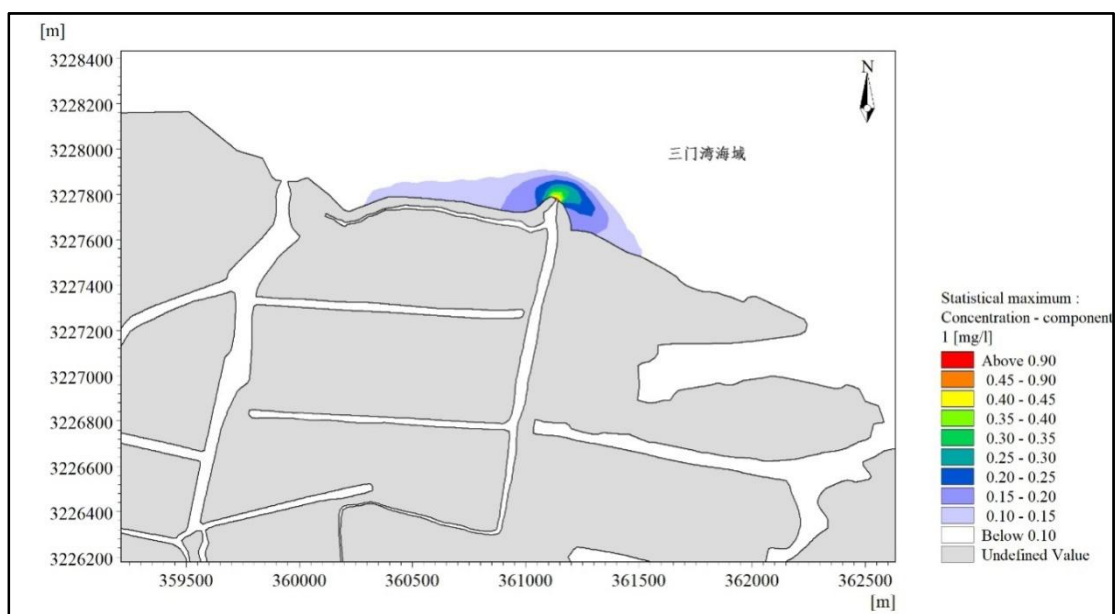 [m]
3228400
3228200
3228000
3227800
3227600
3227400
3227200
3227000
3226800
3226600
3226400
3226200
N
三门湾海域
359500 360000 360500 361000 361500 362000 362500
[m]
Statistical maximum :
Concentration - component
1 [mg/l]
Above 0.90
0.45 - 0.90
0.40 - 0.45
0.35 - 0.40
0.30 - 0.35
0.25 - 0.30
0.20 - 0.25
0.15 - 0.20
0.10 - 0.15
Below 0.10
Undefined Value